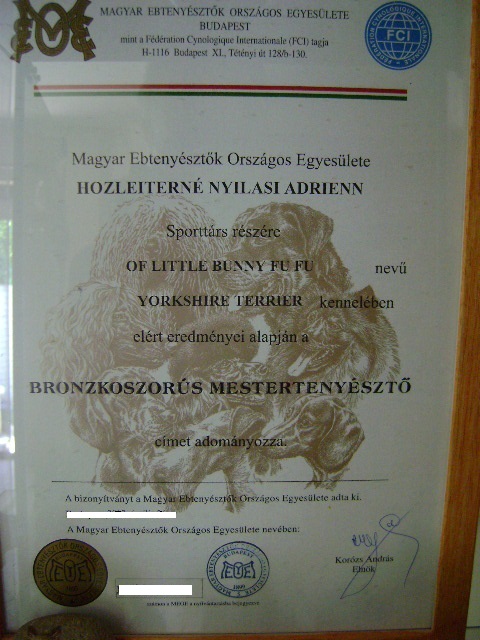 MAGYAR EBTENYÉSZTŐK ORSZÁGOS EGYESÜLETE
BUDAPEST
mint a Fédération Cynologique Internationale (FCI) tagja
H-1116 Budapest XI., Tétényi út 128/b-130.
FCI
Magyar Ebtenyésztők Országos Egyesülete
HOZLEITERNÉ NYILASI ADRIENN
Sporttárs részére
OF LITTLE BUNNY FU FU nevű
YORKSHIRE TERRIER kennelében
elért eredményei alapján a
BRONZKOSZORÚS MESTERTENYÉSZTŐ
címet adományozza.
A bizonyítványt a Magyar Ebtenyésztők Országos Egyesülete adta ki.
A Magyar Ebtenyésztők Országos Egyesülete nevében:
Korózs András
Elnök
BUDAPEST